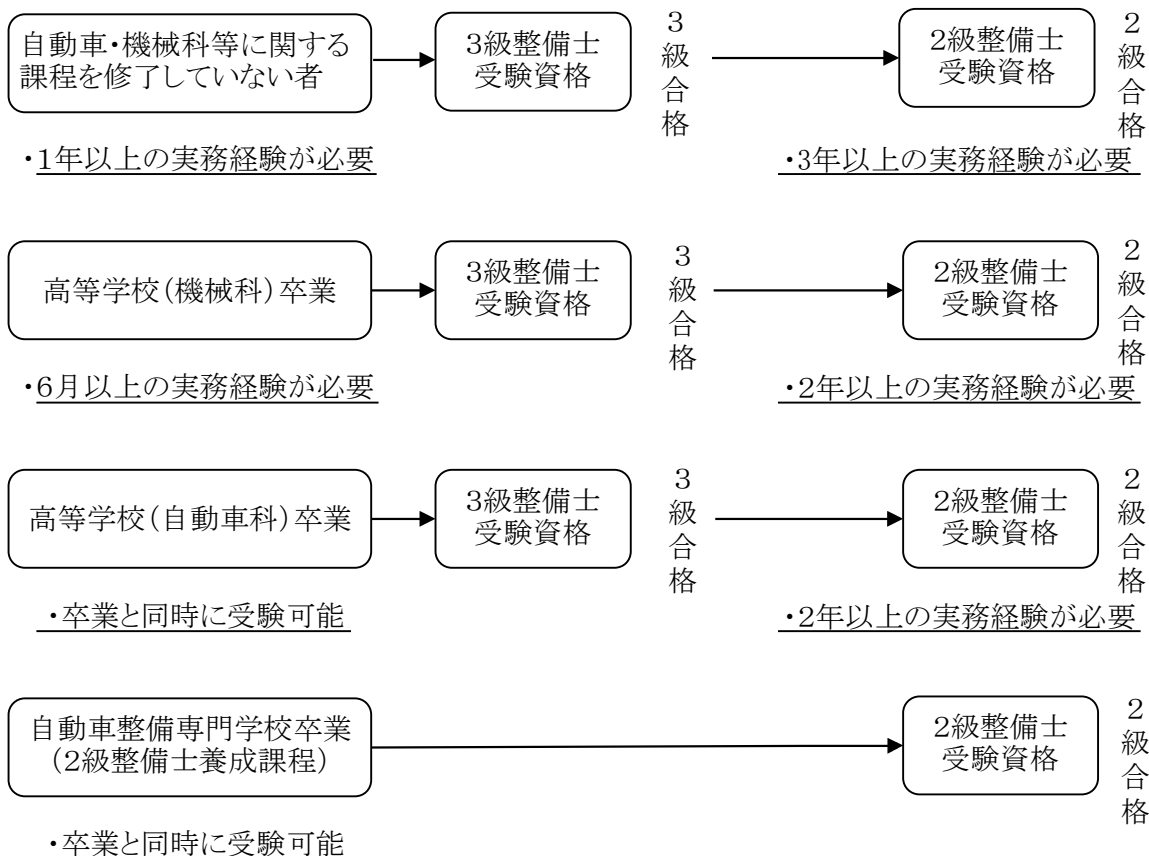 自動車・機械科等に関する
課程を修了していない者
3級整備士
受験資格
3級合格
2級整備士
受験資格
2級合格
・1年以上の実務経験が必要
・3年以上の実務経験が必要
高等学校(機械科)卒業
3級整備士
受験資格
3級合格
2級整備士
受験資格
2級合格
・6月以上の実務経験が必要
・2年以上の実務経験が必要
高等学校(自動車科)卒業
3級整備士
受験資格
3級合格
2級整備士
受験資格
2級合格
・卒業と同時に受験可能
・2年以上の実務経験が必要
自動車整備専門学校卒業
(2級整備士養成課程)
2級整備士
受験資格
2級合格
・卒業と同時に受験可能